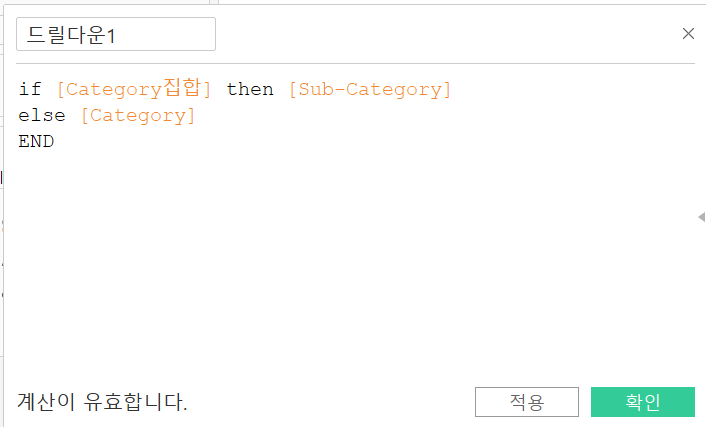 드릴다운1
if [Category집합] then [Sub-Category]
else [Category]
END
계산이 유효합니다.
적용
확인